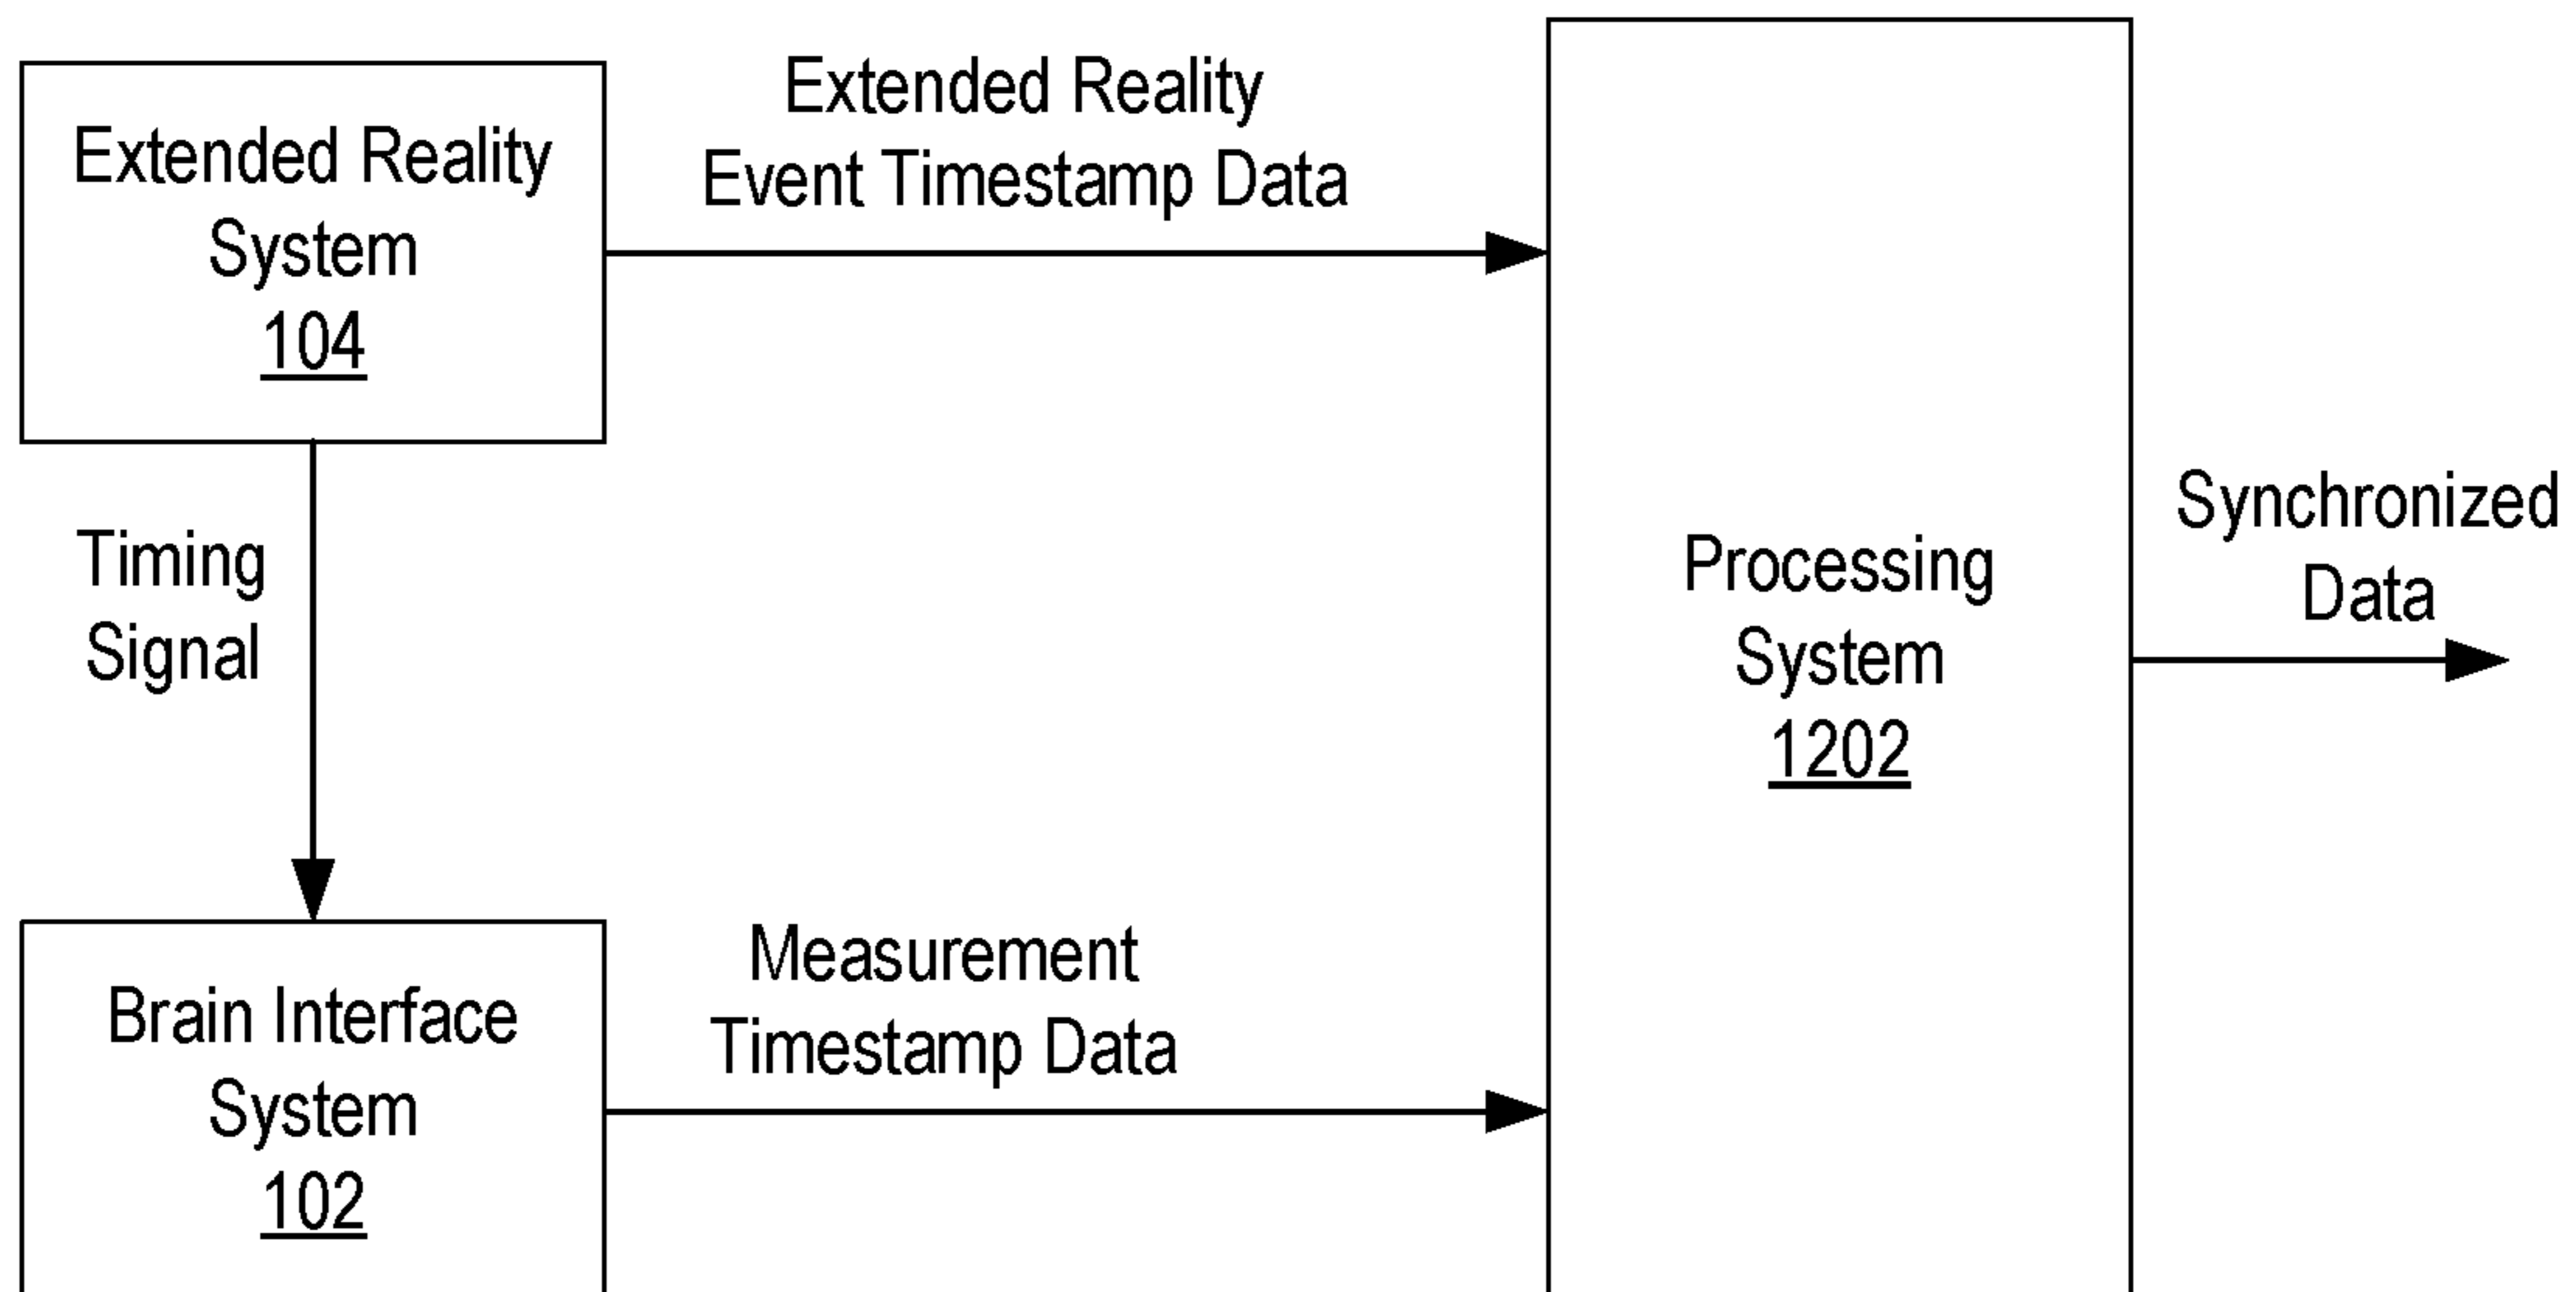 Extended Reality
System
104
Extended Reality
Event Timestamp Data
Timing
Signal
Brain Interface
System
102
Measurement
Timestamp Data
Processing
System
1202
Synchronized
Data